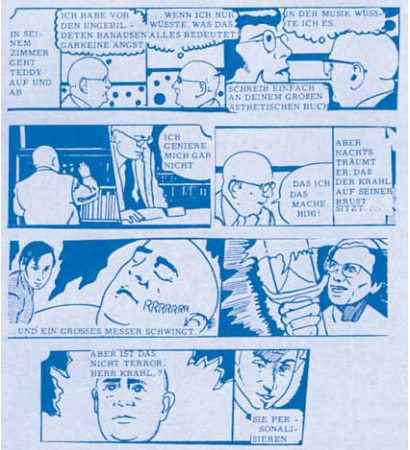 IN SEI-
NEM
ZIMMER
GEHT
TEDDY
AUF UND
AB
ICH HABE VOR
DEN UNGEBIL-
DETEN BANAUSEN
GARKEINE ANGST
... WENN ICH NUR
WÜSSTE, WAS DAS
ALLES BEDEUTET
IN DER MUSIK WÜSS-
TE ICH ES.
SCHREIB EINFACH
AN DEINEM GROßEN
ÄSTHETISCHEN BUCH
ICH
GENIERE
MICH GAR
NICHT
... DAS ICH
DAS
MACHE.
HIHI!
ABER
NACHTS
TRÄUMT
ER, DAß
DER KRAHL
AUF SEINER
BRUST
SITZT....
RRRRRRRR
...UND EIN GROSSES MESSER SCHWINGT.
ABER IST DAS
NICHT TERROR,
HERR KRAHL,?
SIE PER-
SONALI-
SIEREN